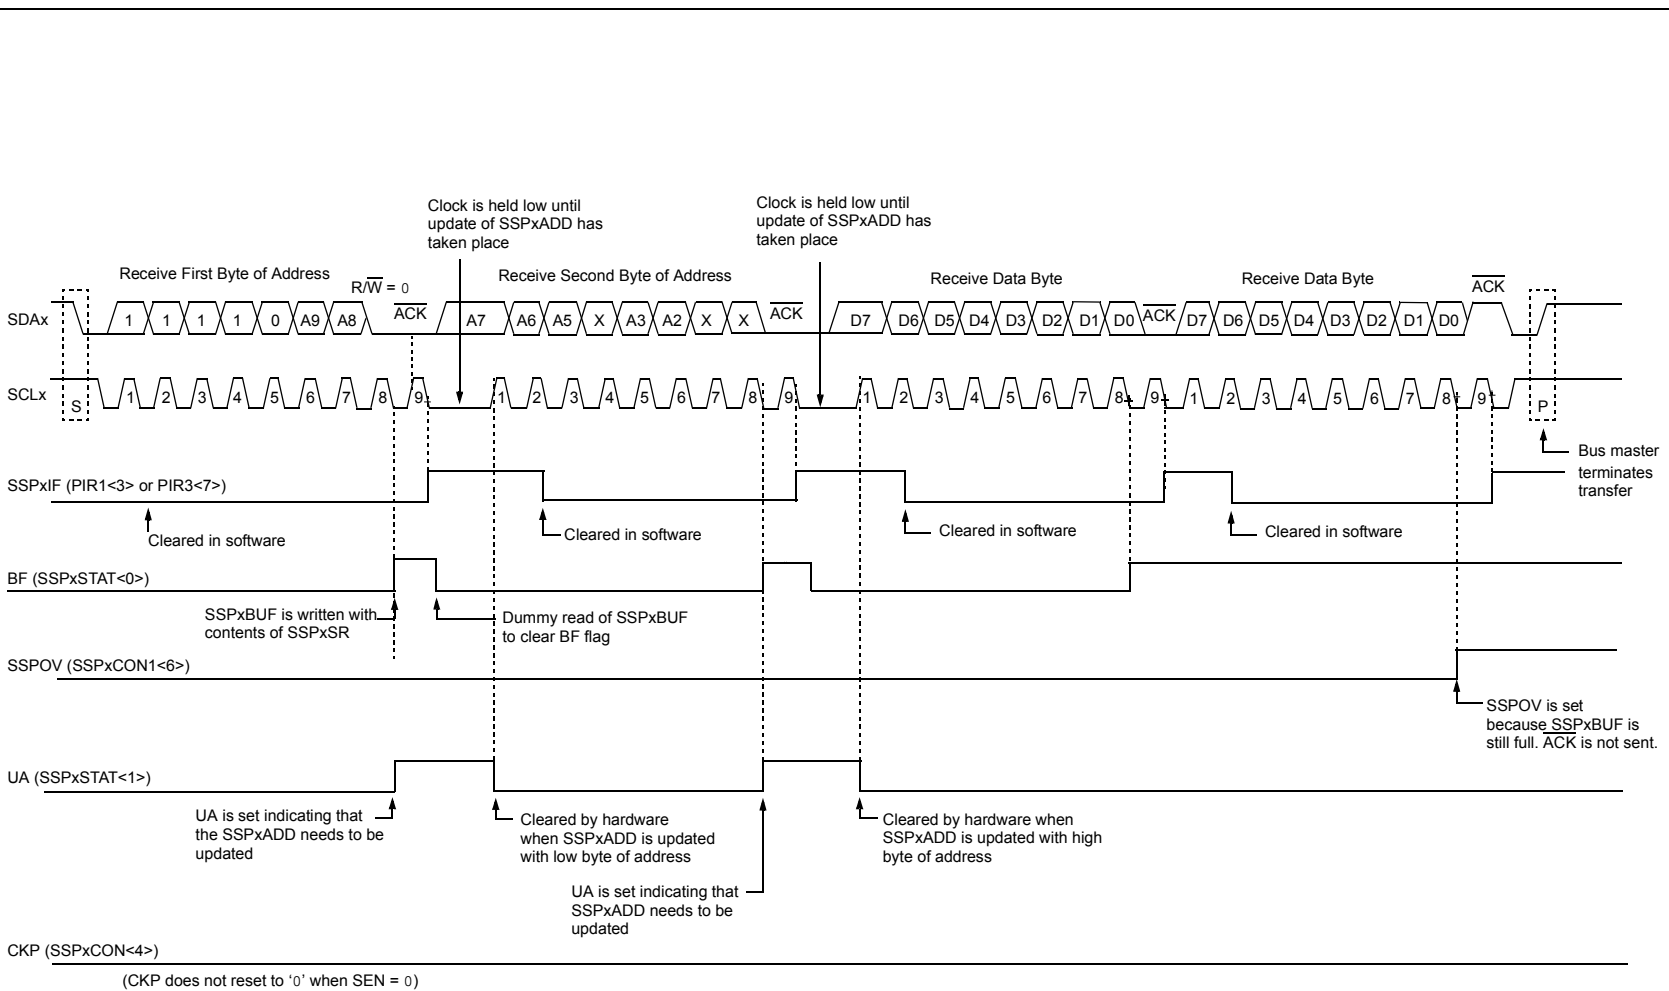 Clock is held low until
update of SSPxADD has
taken place
Clock is held low until
update of SSPxADD has
taken place
Receive First Byte of Address
R/W = 0
ACK
Receive Second Byte of Address
ACK
Receive Data Byte
ACK
Receive Data Byte
ACK
SDAx
1 1 1 1 0 A9 A8
A7 A6 A5 X A3 A2 X X
D7 D6 D5 D4 D3 D2 D1 D0
D7 D6 D5 D4 D3 D2 D1 D0
SCLx
S
1 2 3 4 5 6 7 8 9
1 2 3 4 5 6 7 8 9
1 2 3 4 5 6 7 8 9
1 2 3 4 5 6 7 8 9
P
Bus master
terminates
transfer
SSPxIF (PIR1<3> or PIR3<7>)
Cleared in software
Cleared in software
Cleared in software
Cleared in software
BF (SSPxSTAT<0>)
SSPxBUF is written with
contents of SSPxSR
Dummy read of SSPxBUF
to clear BF flag
SSPOV (SSPxCON1<6>)
SSPOV is set
because SSPxBUF is
still full. ACK is not sent.
UA (SSPxSTAT<1>)
UA is set indicating that
the SSPxADD needs to be
updated
Cleared by hardware
when SSPxADD is updated
with low byte of address
UA is set indicating that
SSPxADD needs to be
updated
Cleared by hardware when
SSPxADD is updated with high
byte of address
CKP (SSPxCON<4>)
(CKP does not reset to ‘0’ when SEN = 0)